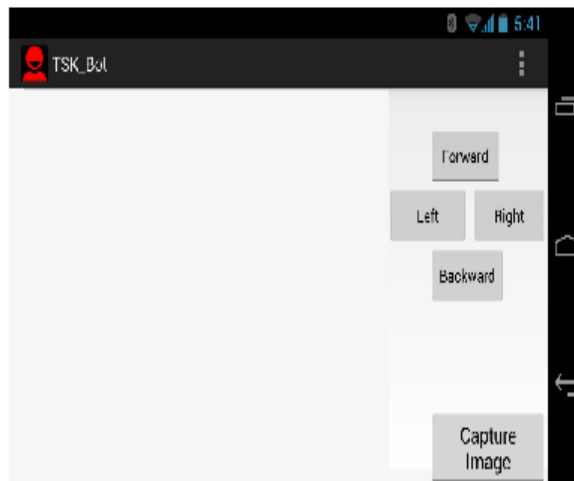 5:41
TSK_Bot
Forward
Left Right
Backward
Capture
Image